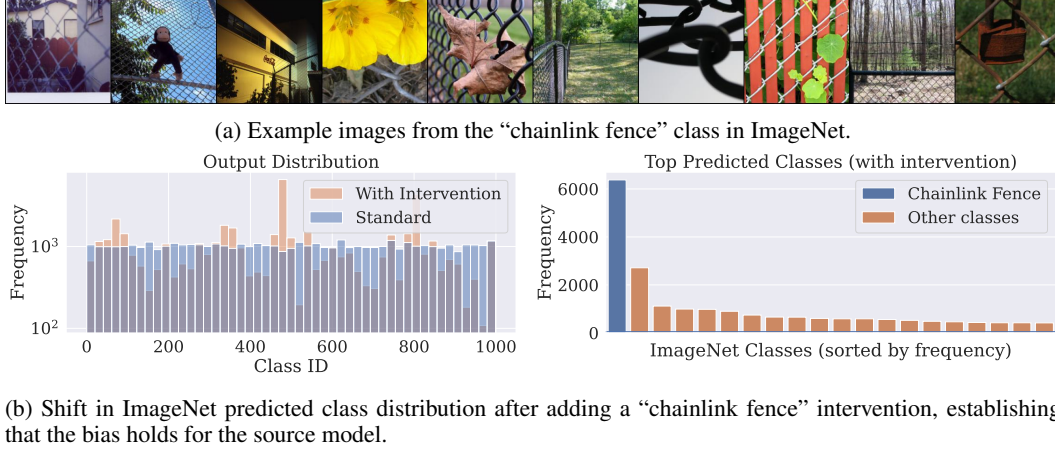 (a) Example images from the “chainlink fence” class in ImageNet.
Output Distribution
Top Predicted Classes (with intervention)
Frequency
10³
10²
With Intervention
Standard
0 200 400 600 800 1000
Class ID
Frequency
6000
4000
2000
0
Chainlink Fence
Other classes
ImageNet Classes (sorted by frequency)
(b) Shift in ImageNet predicted class distribution after adding a “chainlink fence” intervention, establishing
that the bias holds for the source model.